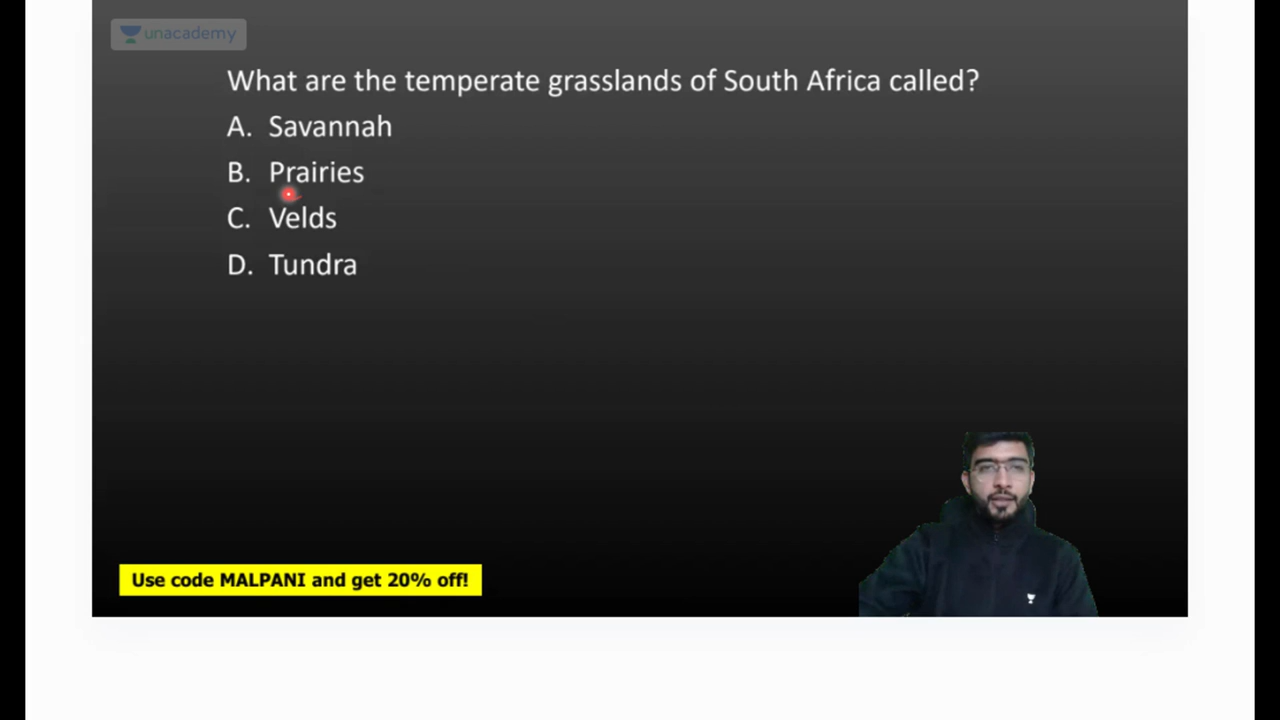 unacademy
What are the temperate grasslands of South Africa called?
A. Savannah
B. Prairies
C. Velds
D. Tundra
Use code MALPANI and get 20% off!